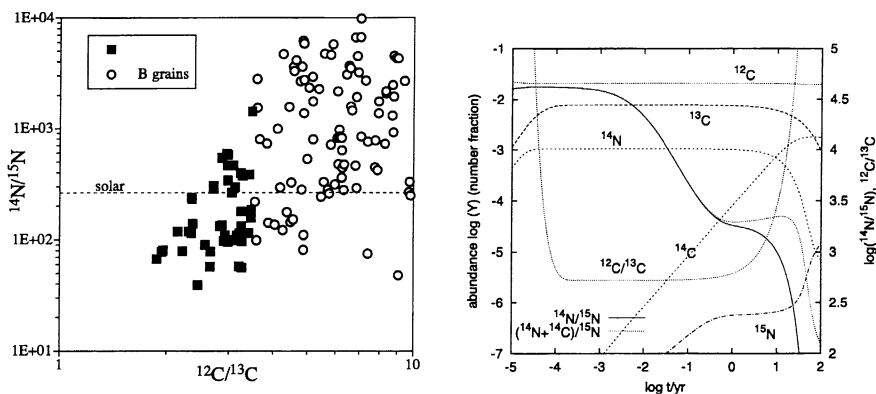 1E+04
B grains
1E+03
solar
1E+02
1E+01
1
10
¹⁴N/¹⁵N
¹²C/¹³C
-1
-2
-3
-4
-5
-6
-7
abundance log (Y) (number fraction)
¹²C
¹³C
¹⁴N
¹⁴C
¹²C/¹³C
¹⁴N/¹⁵N
(¹⁴N+¹⁴C)/¹⁵N
¹⁵N
5
4.5
4
3.5
3
2.5
2
log(¹⁴N/¹⁵N), ¹²C/¹³C
-5 -4 -3 -2 -1 0 1 2
log t/yr